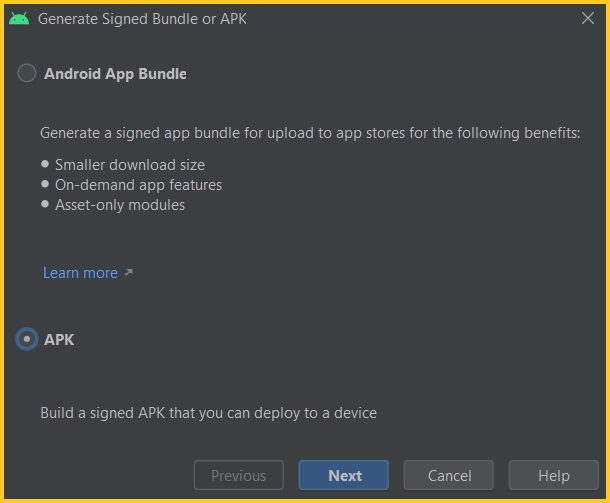 Generate Signed Bundle or APK
Android App Bundle
Generate a signed app bundle for upload to app stores for the following benefits:
• Smaller download size
• On-demand app features
• Asset-only modules
Learn more ↗
APK
Build a signed APK that you can deploy to a device
Previous Next Cancel Help